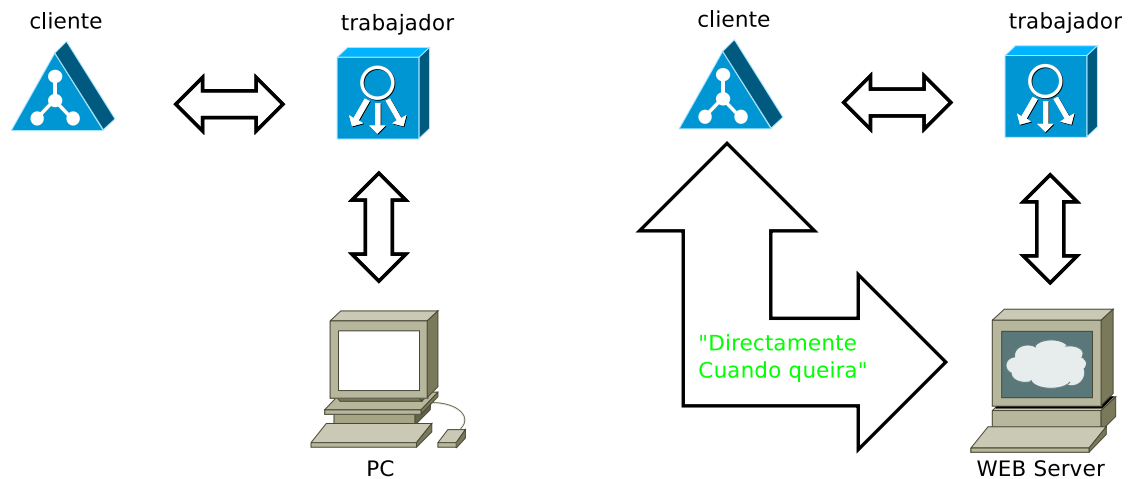 cliente
trabajador
PC
cliente
trabajador
"Directamente
Cuando queira"
WEB Server